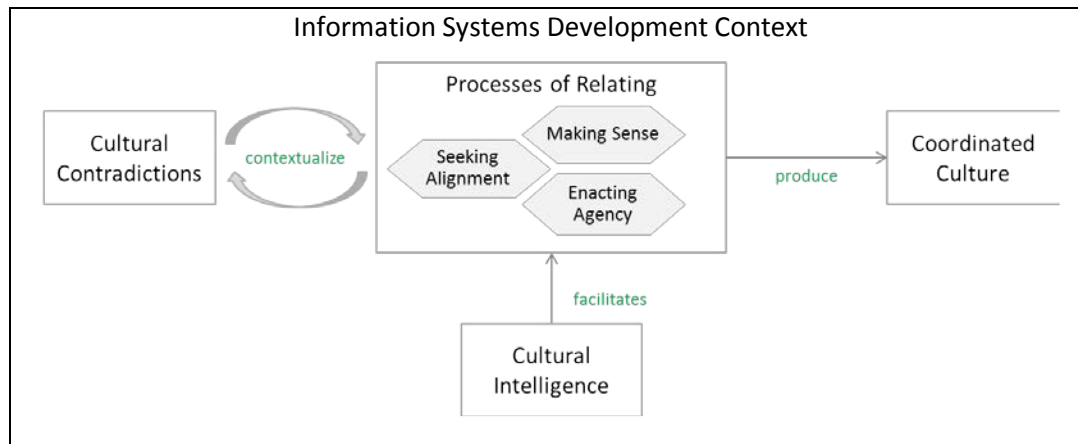 Information Systems Development Context
Processes of Relating
Making Sense
Cultural
Contradictions
contextualize
Seeking
Alignment
Enacting
Agency
produce
Coordinated
Culture
facilitates
Cultural
Intelligence